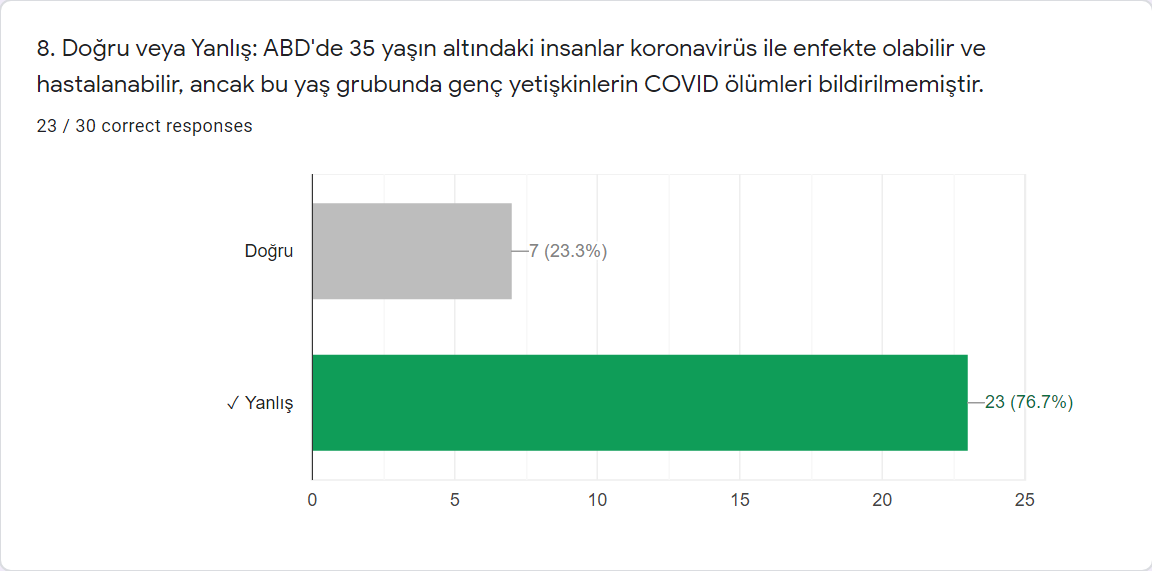 8. Doğru veya Yanlış: ABD'de 35 yaşın altındaki insanlar koronavirüs ile enfekte olabilir ve
hastalanabilir, ancak bu yaş grubunda genç yetişkinlerin COVID ölümleri bildirilmemiştir.
23 / 30 correct responses
Doğru
7 (23.3%)
✓ Yanlış
23 (76.7%)
0 5 10 15 20 25